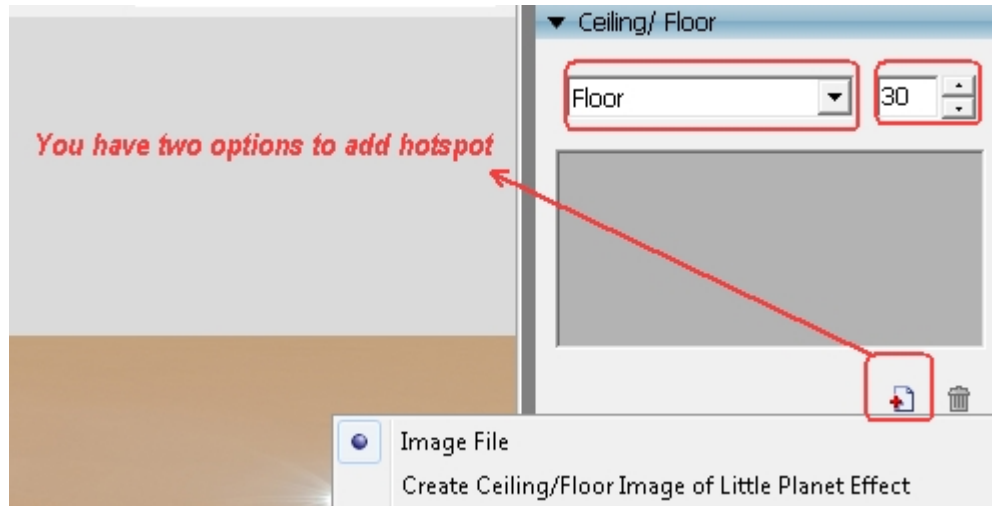 Ceiling/ Floor
Floor
30
You have two options to add hotspot
Image File
Create Ceiling/Floor Image of Little Planet Effect